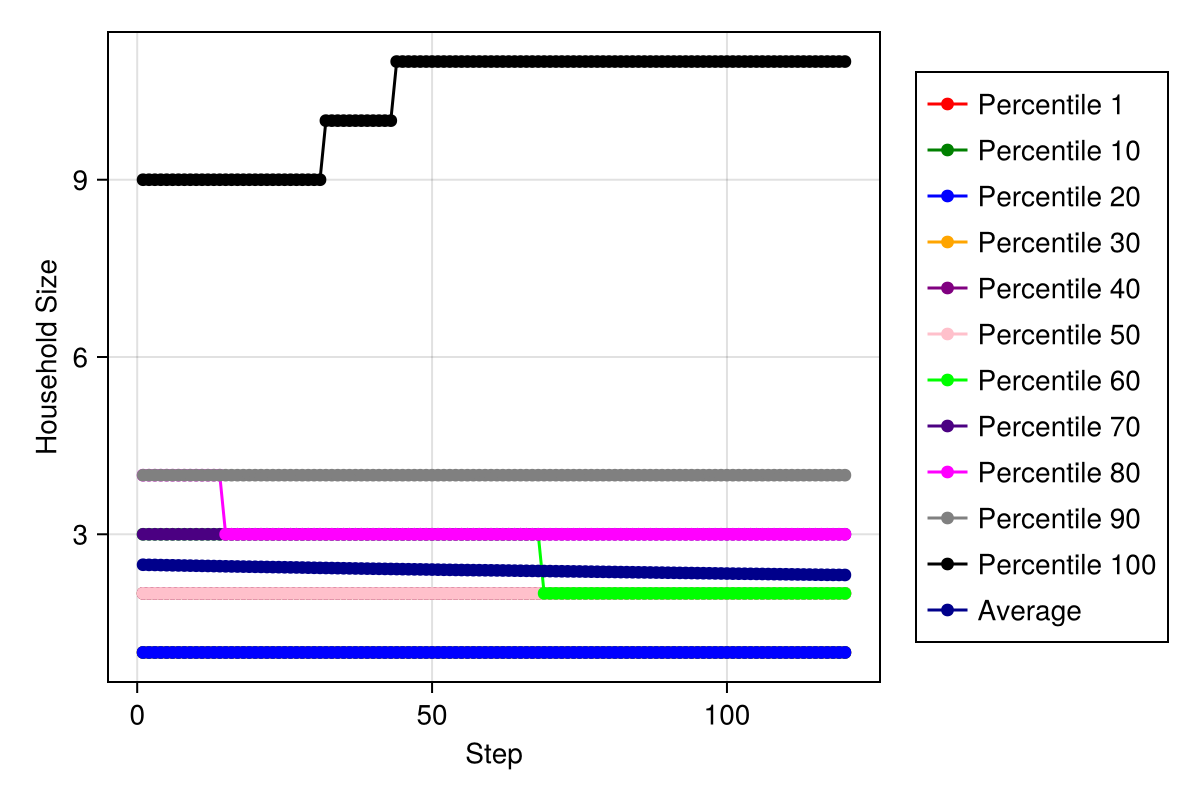 Household Size
9
6
3
0
50
100
Step
Percentile 1
Percentile 10
Percentile 20
Percentile 30
Percentile 40
Percentile 50
Percentile 60
Percentile 70
Percentile 80
Percentile 90
Percentile 100
Average